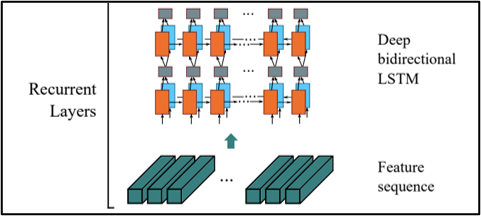 Recurrent
Layers
Deep
bidirectional
LSTM
Feature
sequence